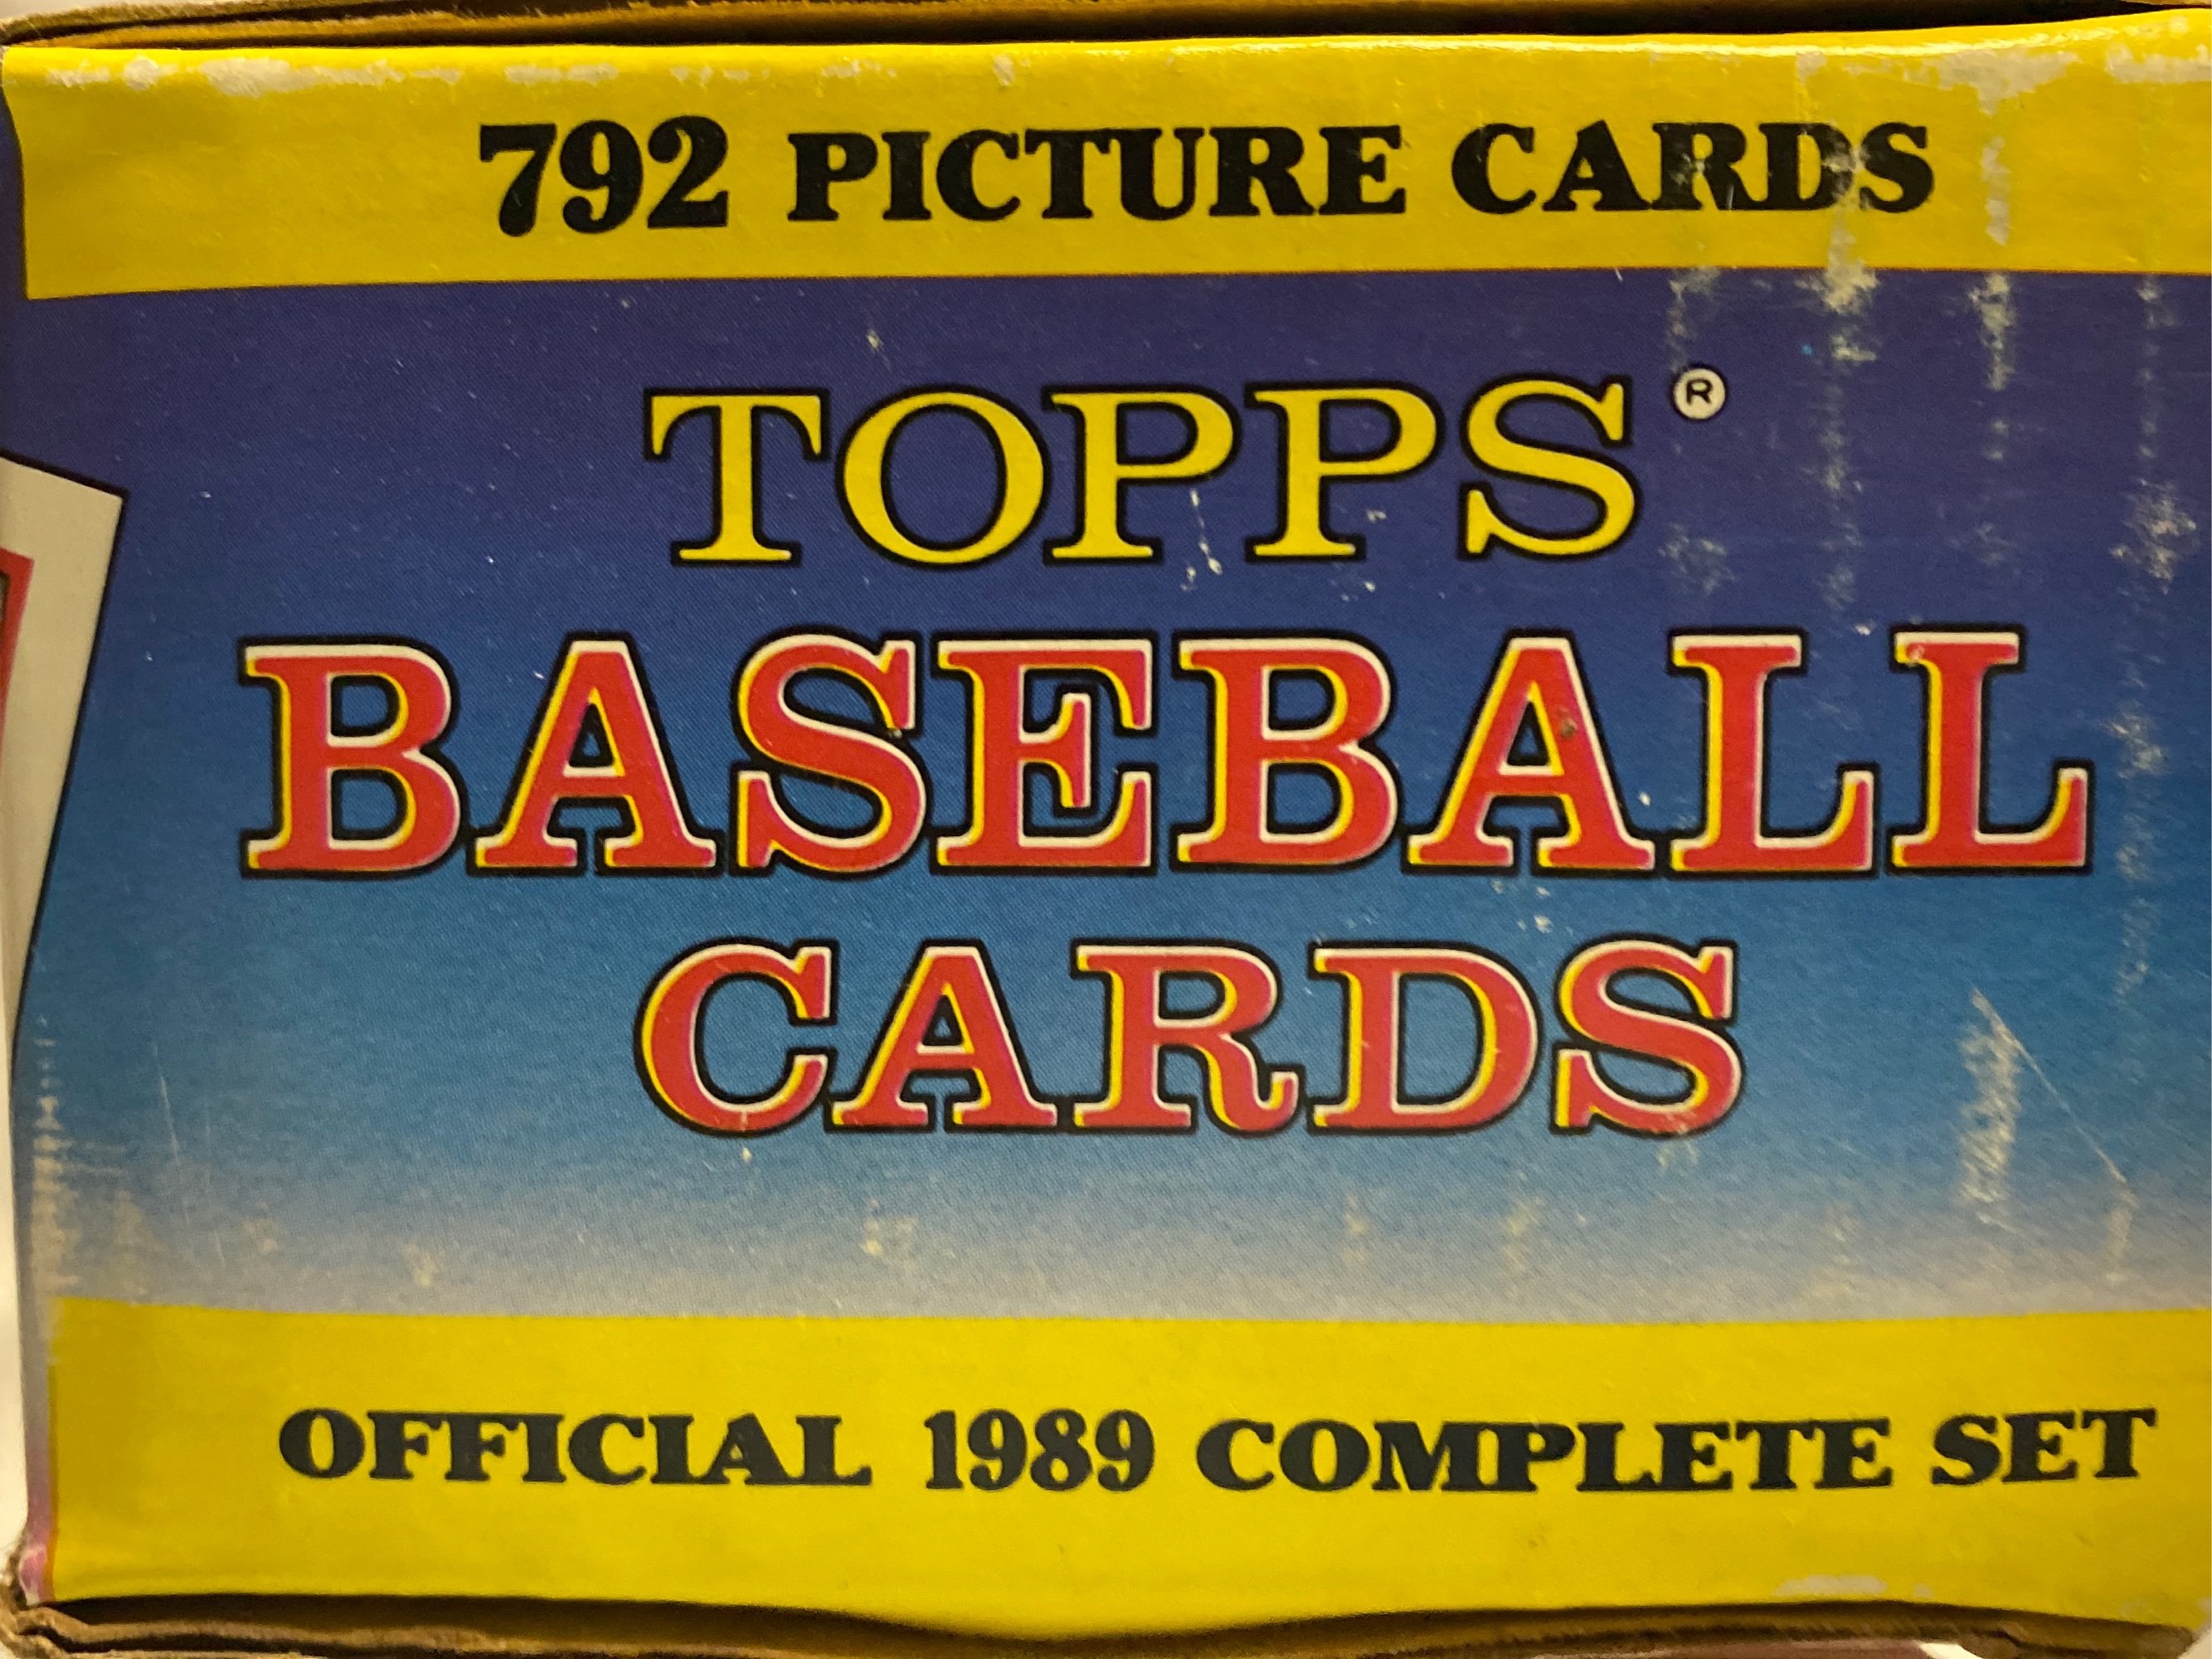 792 PICTURE CARDS
TOPPS®
BASEBALL
CARDS
OFFICIAL 1989 COMPLETE SET